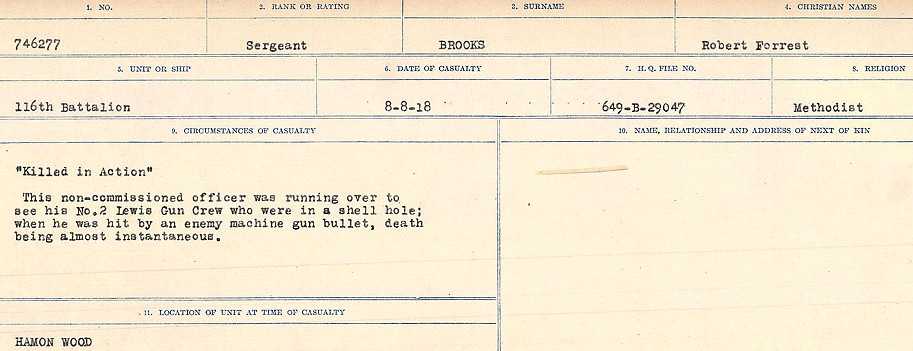 1. NO. 2. RANK OR RATING 3. SURNAME 4. CHRISTIAN NAMES
746277 Sergeant BROOKS Robert Forrest
5. UNIT OR SHIP 6. DATE OF CASUALTY 7. H.Q. FILE NO. 8. RELIGION
116th Battalion 8-8-18 649-B-29047 Methodist
9. CIRCUMSTANCES OF CASUALTY 10. NAME, RELATIONSHIP AND ADDRESS OF NEXT OF KIN
"Killed in Action"
This non-commissioned officer was running over to
see his No.2 Lewis Gun Crew who were in a shell hole;
when he was hit by an enemy machine gun bullet, death
being almost instantaneous.
11. LOCATION OF UNIT AT TIME OF CASUALTY
HAMON WOOD